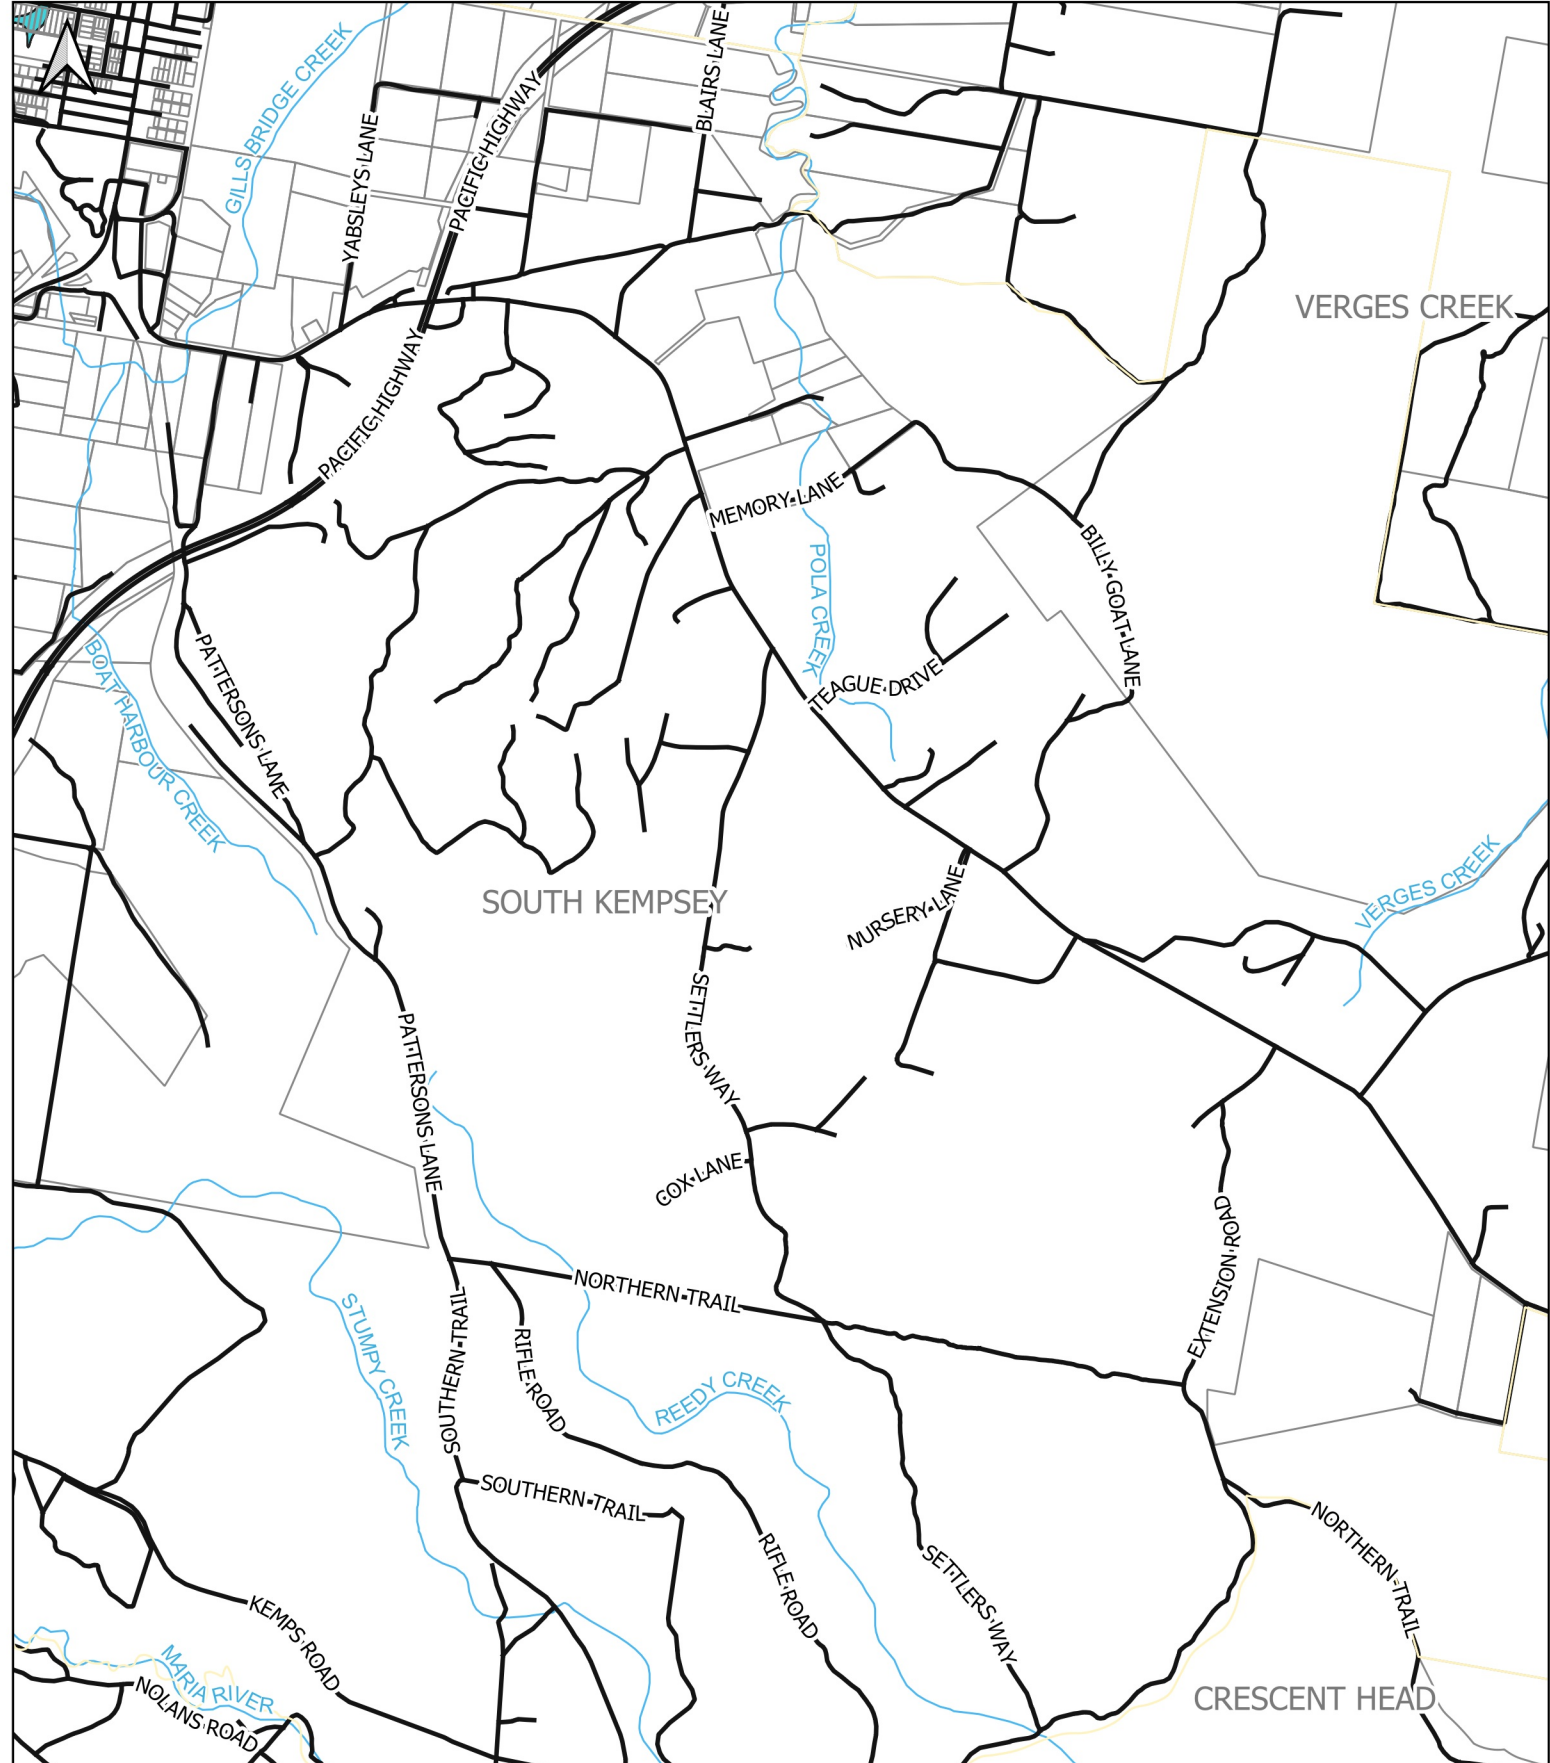 BLAIRS LANE
GILLS BRIDGE CREEK
PACIFIC HIGHWAY
YABSLEYS LANE
VERGES CREEK
PACIFIC HIGHWAY
MEMORY LANE
BILLY GOAT LANE
POLA CREEK
PATTERSONS LANE
BOAT HARBOUR CREEK
TEAGUE DRIVE
VERGES CREEK
SOUTH KEMPSEY
NURSERY LANE
SETTLERS WAY
PATTERSONS LANE
COX LANE
EXTENSION ROAD
NORTHERN TRAIL
STUMPY CREEK
SOUTHERN TRAIL
RIFLE ROAD
REEDY CREEK
SOUTHERN TRAIL
NORTHERN TRAIL
RIFLE ROAD
SETTLERS WAY
KEMPS ROAD
MARIA RIVER
NOLANS ROAD
CRESCENT HEAD